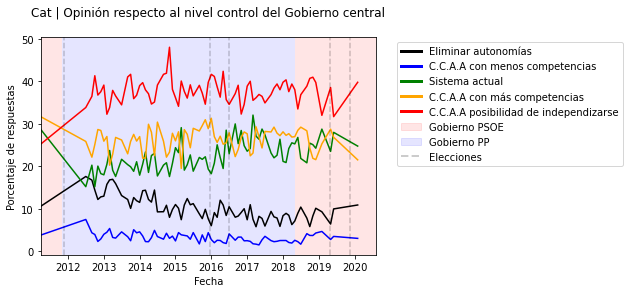 Cat | Opinión respecto al nivel control del Gobierno central
Porcentaje de respuestas
50
40
30
20
10
0
2012 2013 2014 2015 2016 2017 2018 2019 2020
Fecha
Eliminar autonomías
C.C.A.A con menos competencias
Sistema actual
C.C.A.A con más competencias
C.C.A.A posibilidad de independizarse
Gobierno PSOE
Gobierno PP
Elecciones